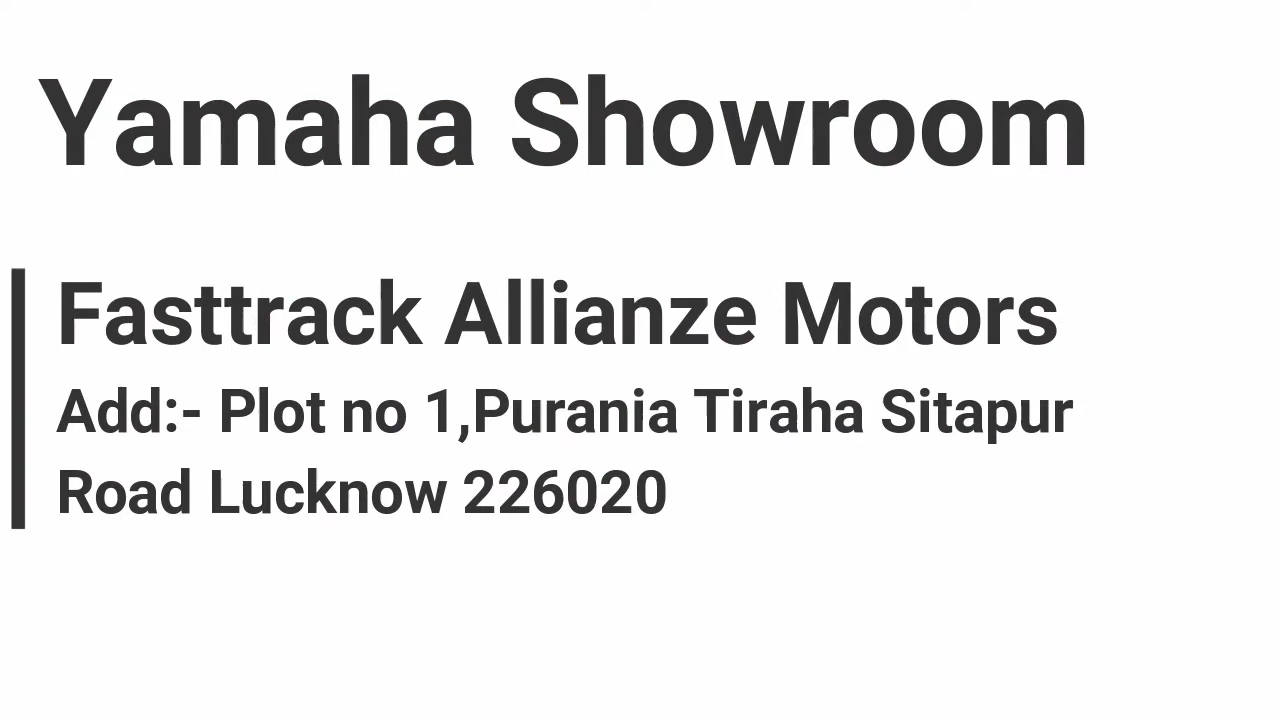 Yamaha Showroom
Fasttrack Allianze Motors
Add:- Plot no 1,Purania Tiraha Sitapur
Road Lucknow 226020